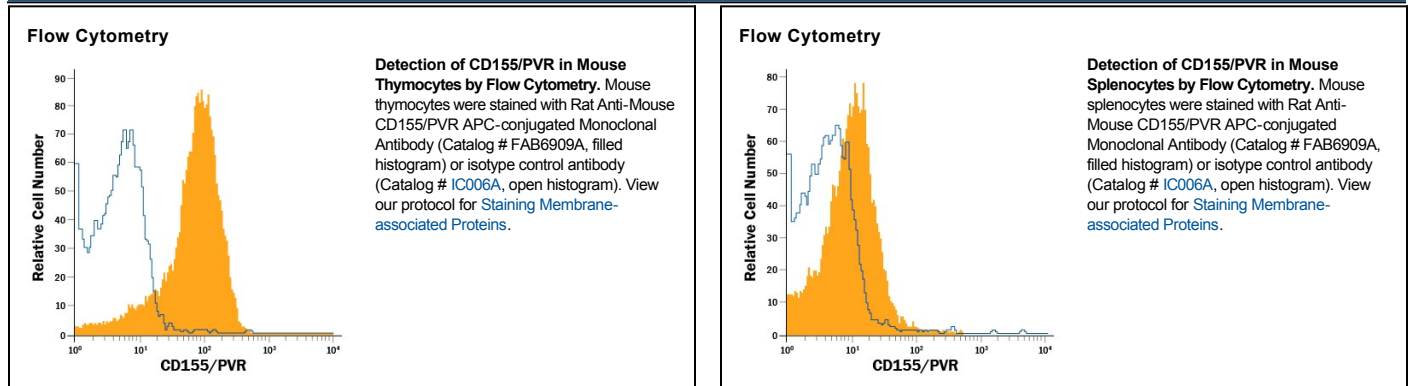 Flow Cytometry
90
80
70
60
50
40
30
20
10
0
Relative Cell Number
10⁰
10¹
10²
10³
10⁴
CD155/PVR
Detection of CD155/PVR in Mouse
Thymocytes by Flow Cytometry. Mouse
thymocytes were stained with Rat Anti-Mouse
CD155/PVR APC-conjugated Monoclonal
Antibody (Catalog # FAB6909A, filled
histogram) or isotype control antibody
(Catalog # IC006A, open histogram). View
our protocol for Staining Membrane-
associated Proteins.
Flow Cytometry
80
70
60
50
40
30
20
10
0
Relative Cell Number
10⁰
10¹
10²
10³
10⁴
CD155/PVR
Detection of CD155/PVR in Mouse
Splenocytes by Flow Cytometry. Mouse
splenocytes were stained with Rat Anti-
Mouse CD155/PVR APC-conjugated
Monoclonal Antibody (Catalog # FAB6909A,
filled histogram) or isotype control antibody
(Catalog # IC006A, open histogram). View
our protocol for Staining Membrane-
associated Proteins.